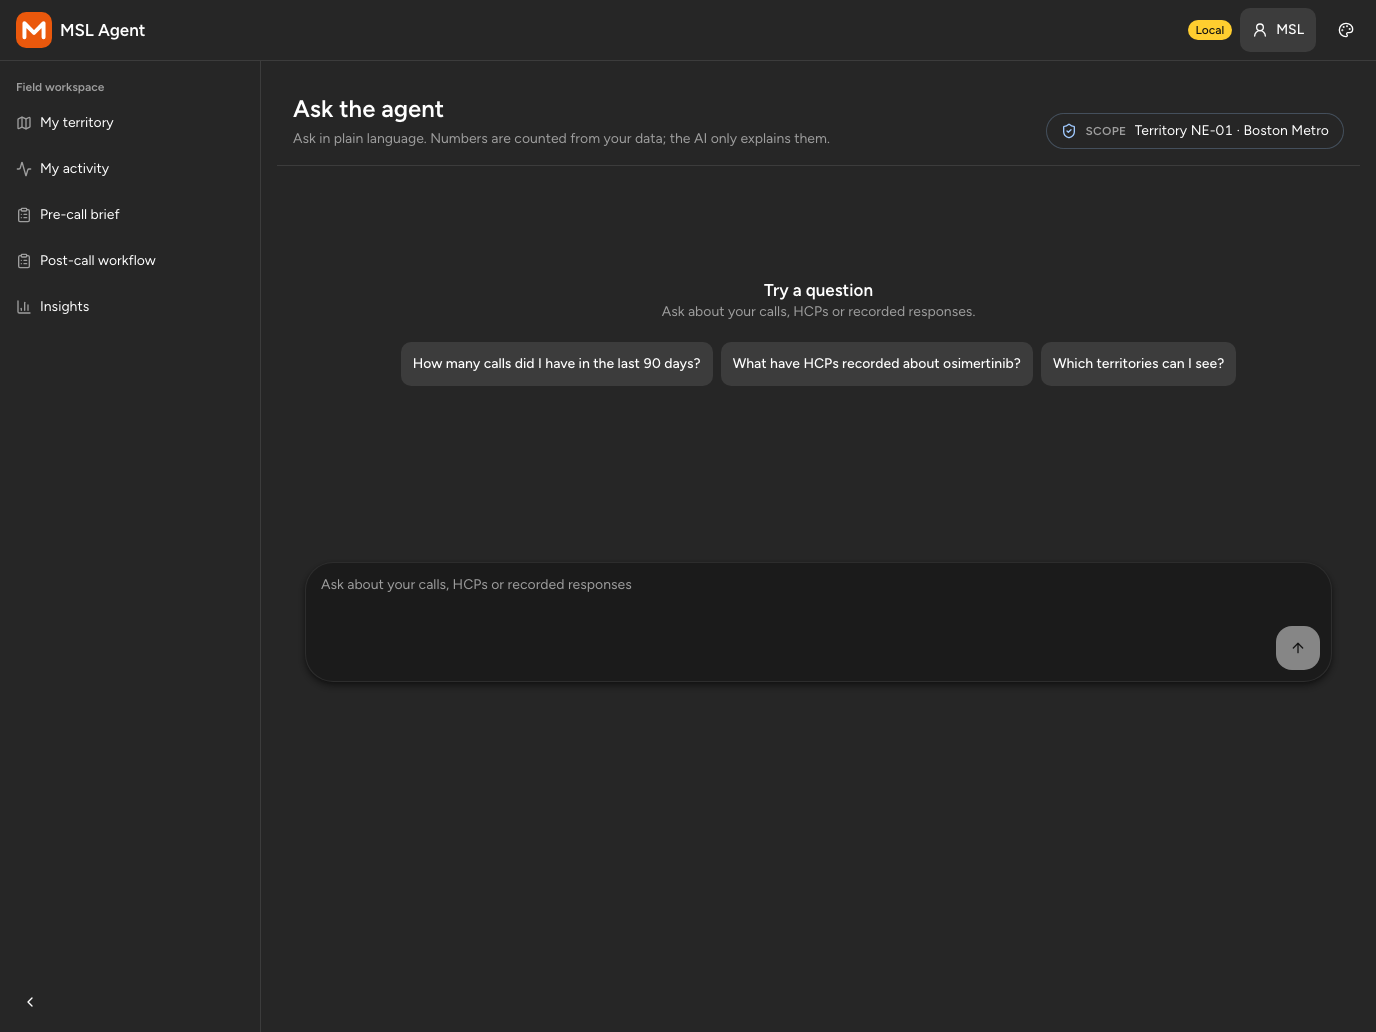 MSL Agent
Local
MSL
Field workspace
My territory
My activity
Pre-call brief
Post-call workflow
Insights
Ask the agent
Ask in plain language. Numbers are counted from your data; the AI only explains them.
SCOPE Territory NE-01 · Boston Metro
Try a question
Ask about your calls, HCPs or recorded responses.
How many calls did I have in the last 90 days?
What have HCPs recorded about osimertinib?
Which territories can I see?
Ask about your calls, HCPs or recorded responses